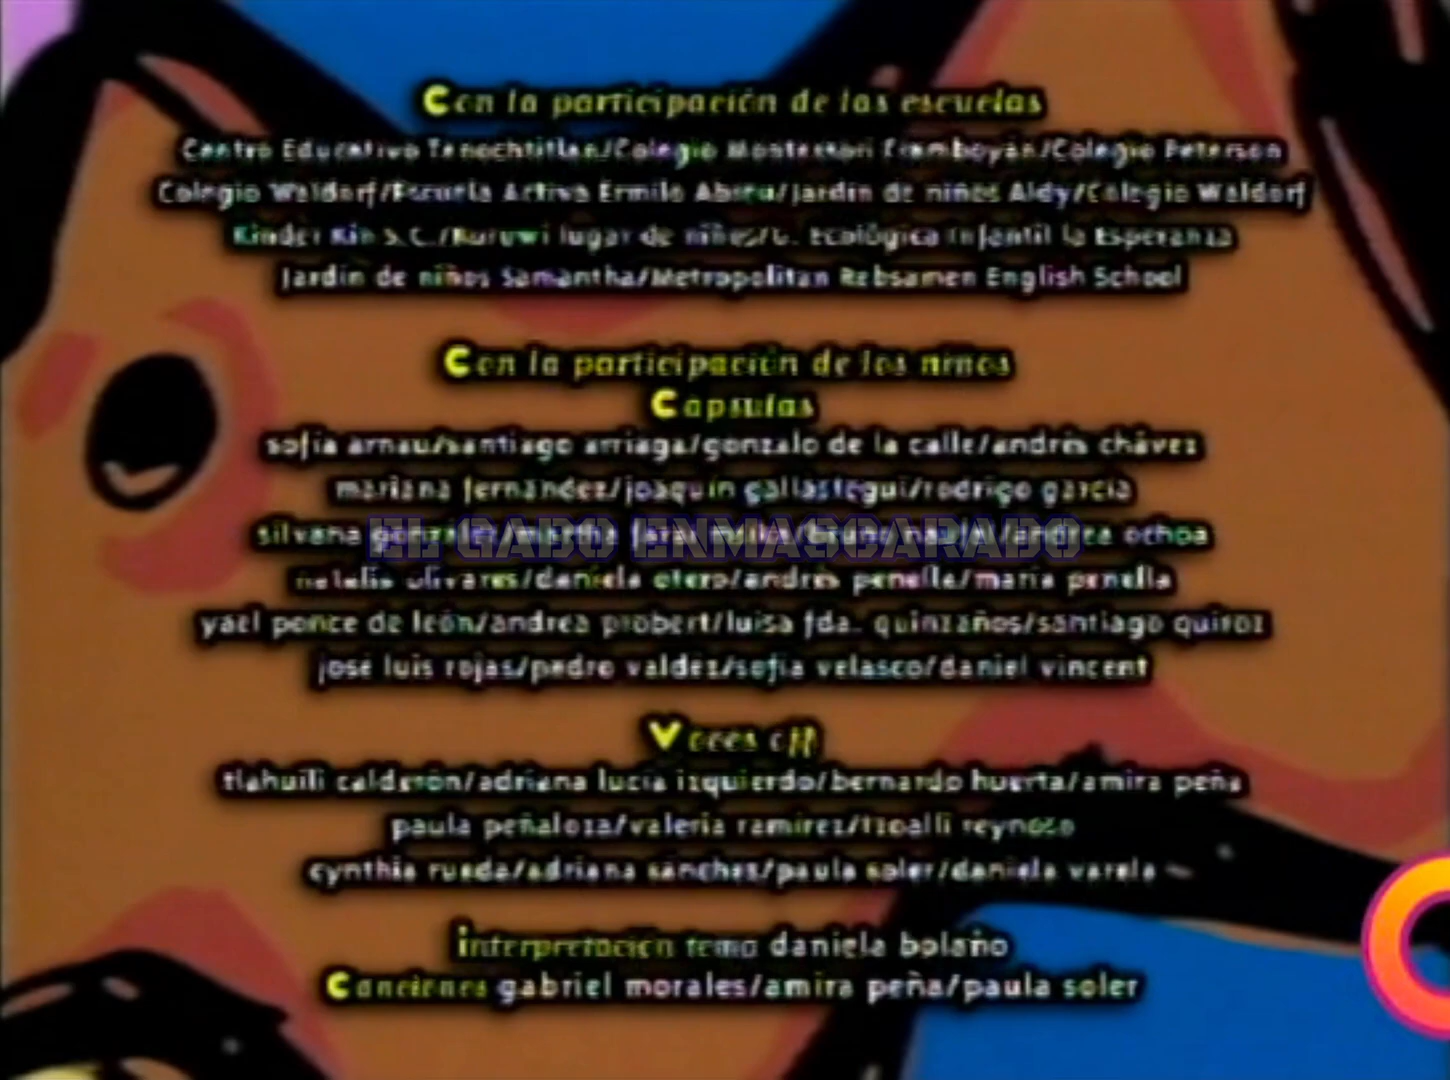 Con la participación de las escuelas
Centro Educativo Tenochtitlan/Colegio Montessori Framboyán/Colegio Peterson
Colegio Waldorf/Escuela Activa Ermilo Abreu/Jardín de niños Aldy/Colegio Waldorf
Kinder Kin S.C./Kuruwi lugar de niños/C. Ecológica Infantil la Esperanza
Jardín de niños Samantha/Metropolitan Rebsamen English School
Con la participación de los niños
Capsulas
sofía arnau/santiago arriaga/gonzalo de la calle/andrés chávez
mariana fernández/joaquín gallástegui/rodrigo garcía
silvana gonzález/martha /bruno /andrea ochoa
EL GABO ENMASCARADO
natalia olivares/daniela otero/andrés penella/maría penella
yael ponce de león/andrea probert/luisa fda. quinzaños/santiago quiroz
josé luis rojas/pedro valdez/sofía velasco/daniel vincent
Voces off
tlahuili calderón/adriana lucía izquierdo/bernardo huerta/amira peña
paula peñaloza/valeria ramírez/tzoalli reynoso
cynthia rueda/adriana sánchez/paula soler/daniela varela
interpretación tema daniela bolaño
Canciones gabriel morales/amira peña/paula soler